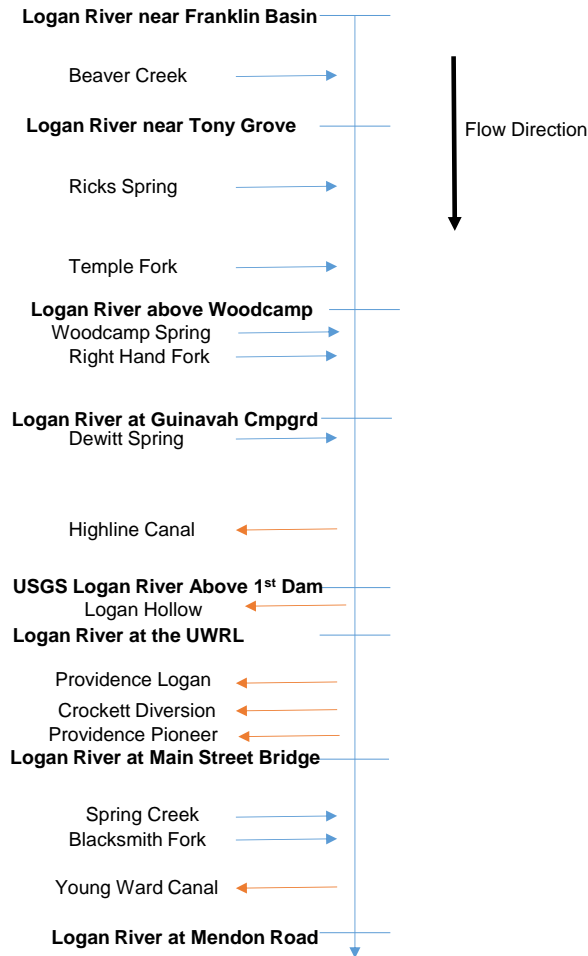 Logan River near Franklin Basin
Beaver Creek
Logan River near Tony Grove
Flow Direction
Ricks Spring
Temple Fork
Logan River above Woodcamp
Woodcamp Spring
Right Hand Fork
Logan River at Guinavah Cmpgrd
Dewitt Spring
Highline Canal
USGS Logan River Above 1st Dam
Logan Hollow
Logan River at the UWRL
Providence Logan
Crockett Diversion
Providence Pioneer
Logan River at Main Street Bridge
Spring Creek
Blacksmith Fork
Young Ward Canal
Logan River at Mendon Road